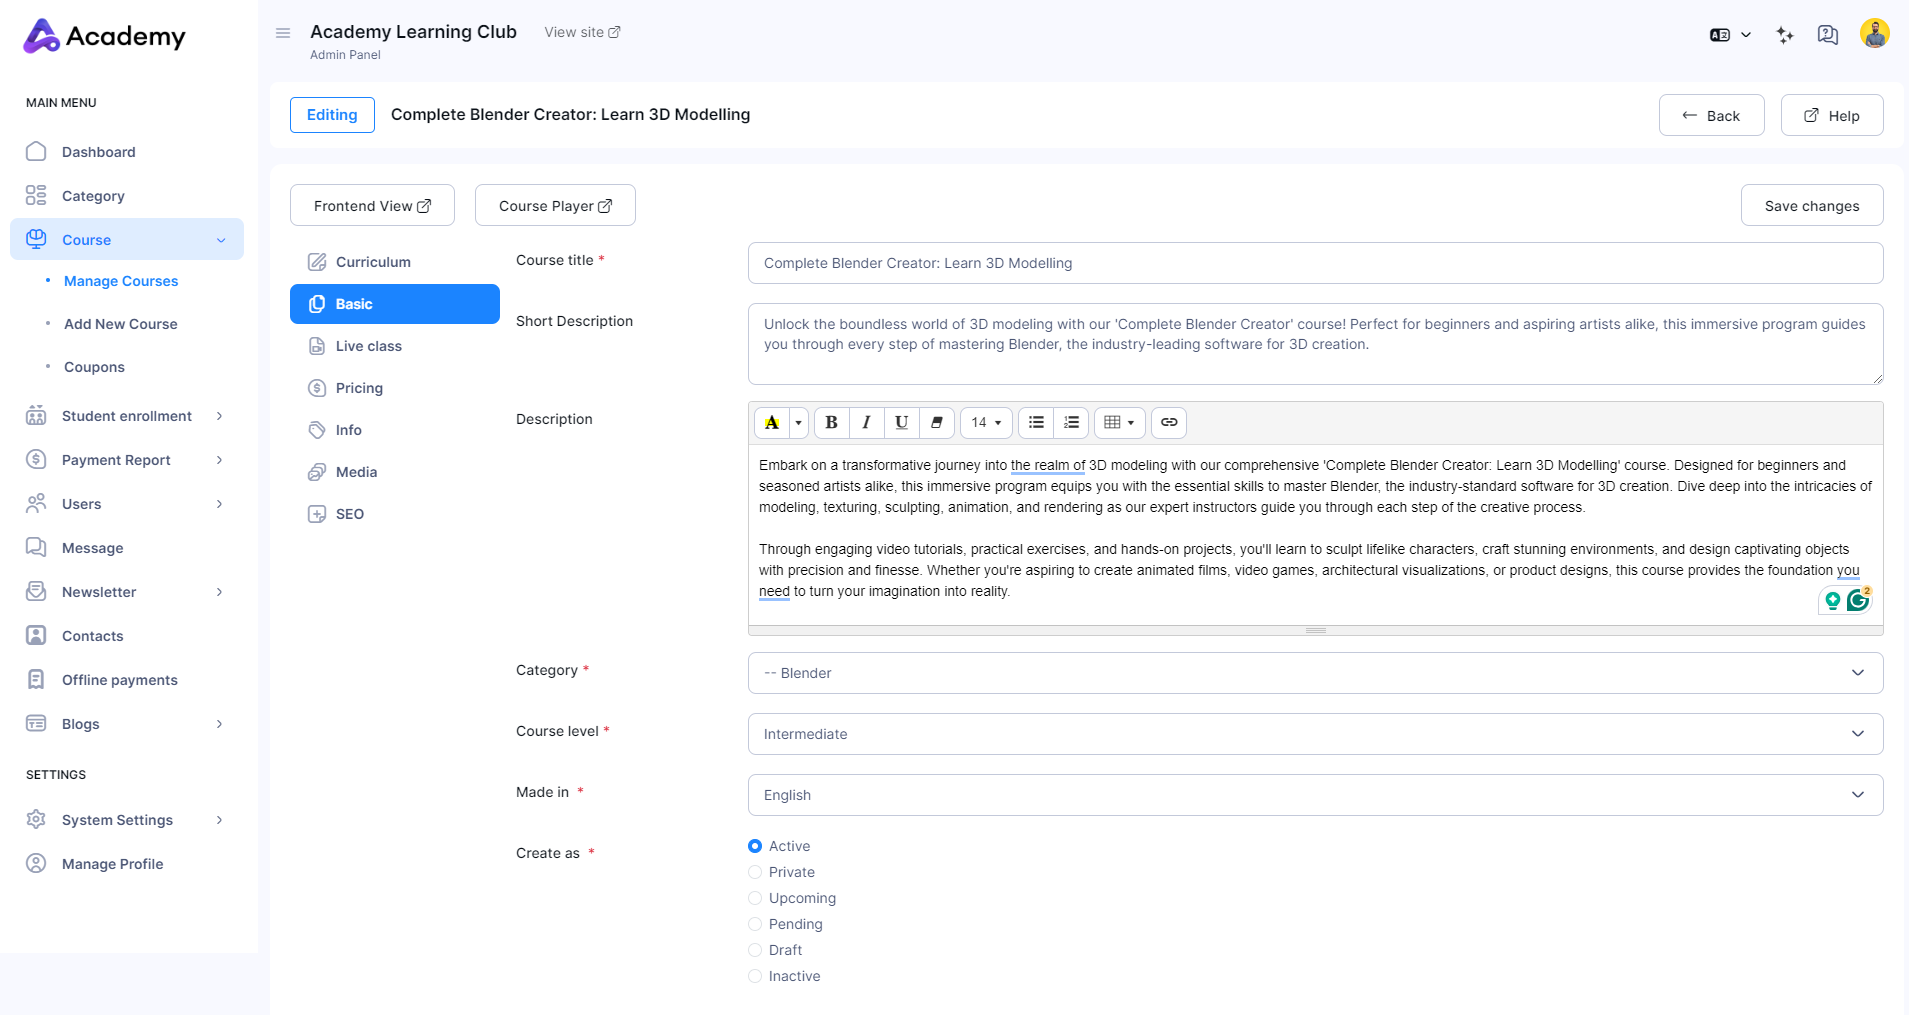 Academy
MAIN MENU
Dashboard
Category
Course
Manage Courses
Add New Course
Coupons
Student enrollment
Payment Report
Users
Message
Newsletter
Contacts
Offline payments
Blogs
SETTINGS
System Settings
Manage Profile
Academy Learning Club
View site
Admin Panel
Editing
Complete Blender Creator: Learn 3D Modelling
Back
Help
Frontend View
Course Player
Save changes
Curriculum
Basic
Live class
Pricing
Info
Media
SEO
Course title *
Complete Blender Creator: Learn 3D Modelling
Short Description
Unlock the boundless world of 3D modeling with our 'Complete Blender Creator' course! Perfect for beginners and aspiring artists alike, this immersive program guides
you through every step of mastering Blender, the industry-leading software for 3D creation.
Description
A B I U 14
Embark on a transformative journey into the realm of 3D modeling with our comprehensive 'Complete Blender Creator: Learn 3D Modelling' course. Designed for beginners and
seasoned artists alike, this immersive program equips you with the essential skills to master Blender, the industry-standard software for 3D creation. Dive deep into the intricacies of
modeling, texturing, sculpting, animation, and rendering as our expert instructors guide you through each step of the creative process.
Through engaging video tutorials, practical exercises, and hands-on projects, you'll learn to sculpt lifelike characters, craft stunning environments, and design captivating objects
with precision and finesse. Whether you're aspiring to create animated films, video games, architectural visualizations, or product designs, this course provides the foundation you
need to turn your imagination into reality.
2
Category *
-- Blender
Course level *
Intermediate
Made in *
English
Create as *
Active
Private
Upcoming
Pending
Draft
Inactive